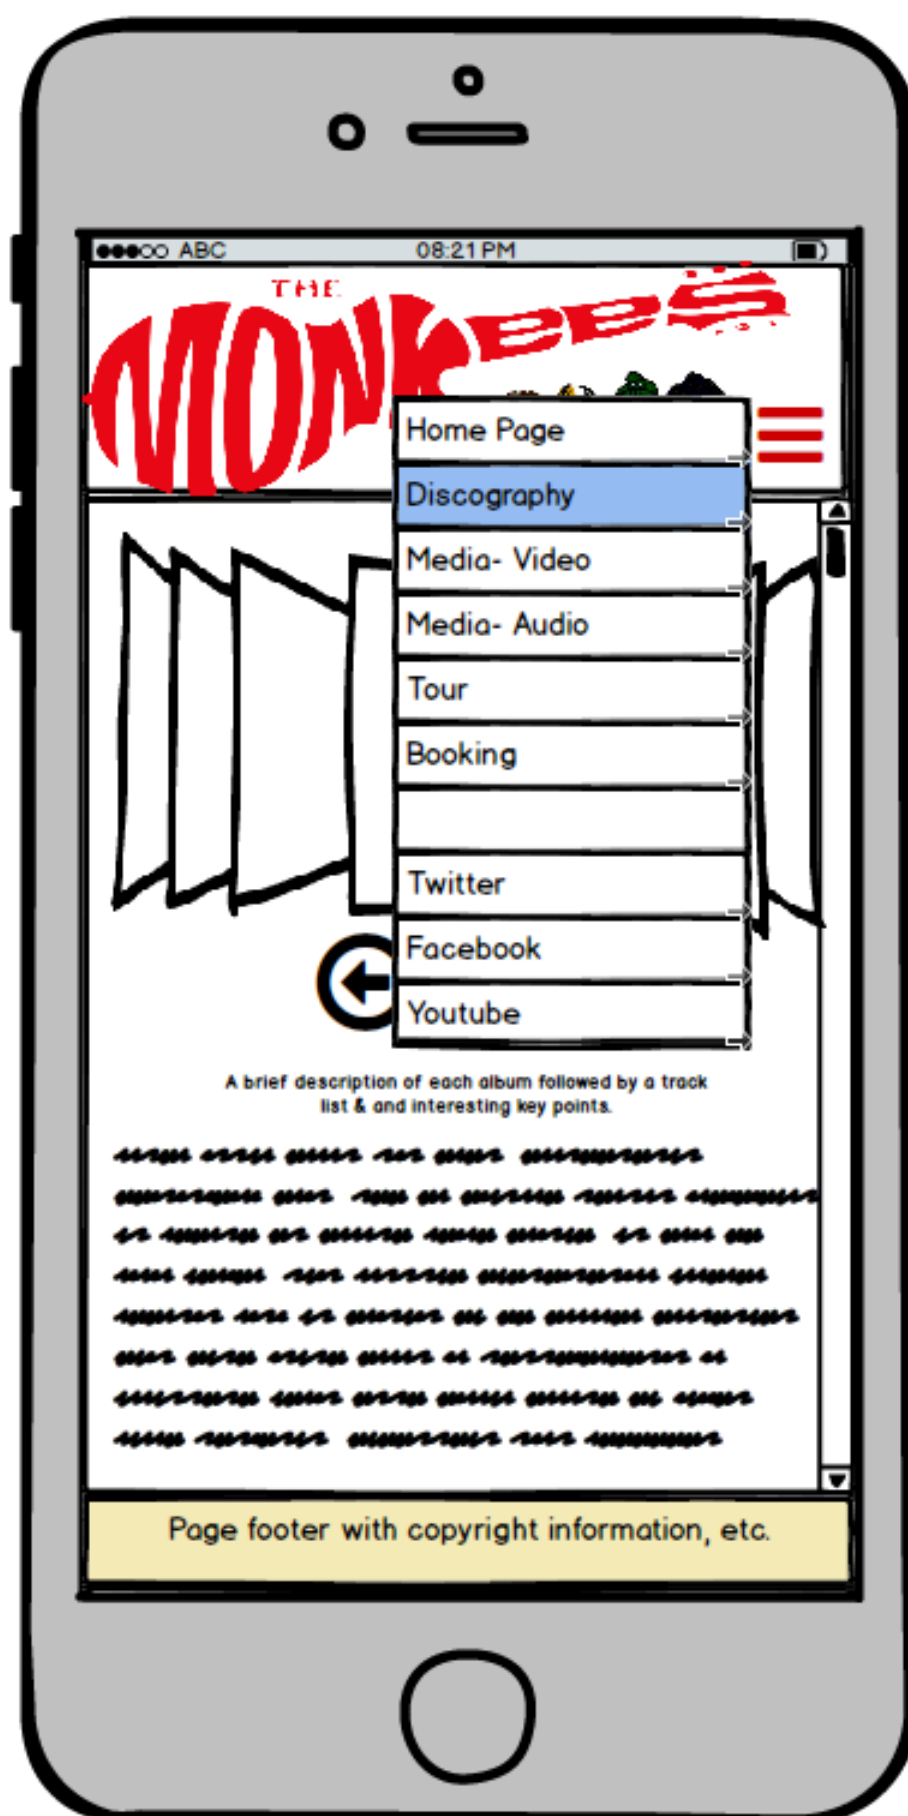 ABC 08:21 PM
THE
MONKEES
Home Page
Discography
Media- Video
Media- Audio
Tour
Booking
Twitter
Facebook
Youtube
A brief description of each album followed by a track
list & and interesting key points.
Page footer with copyright information, etc.